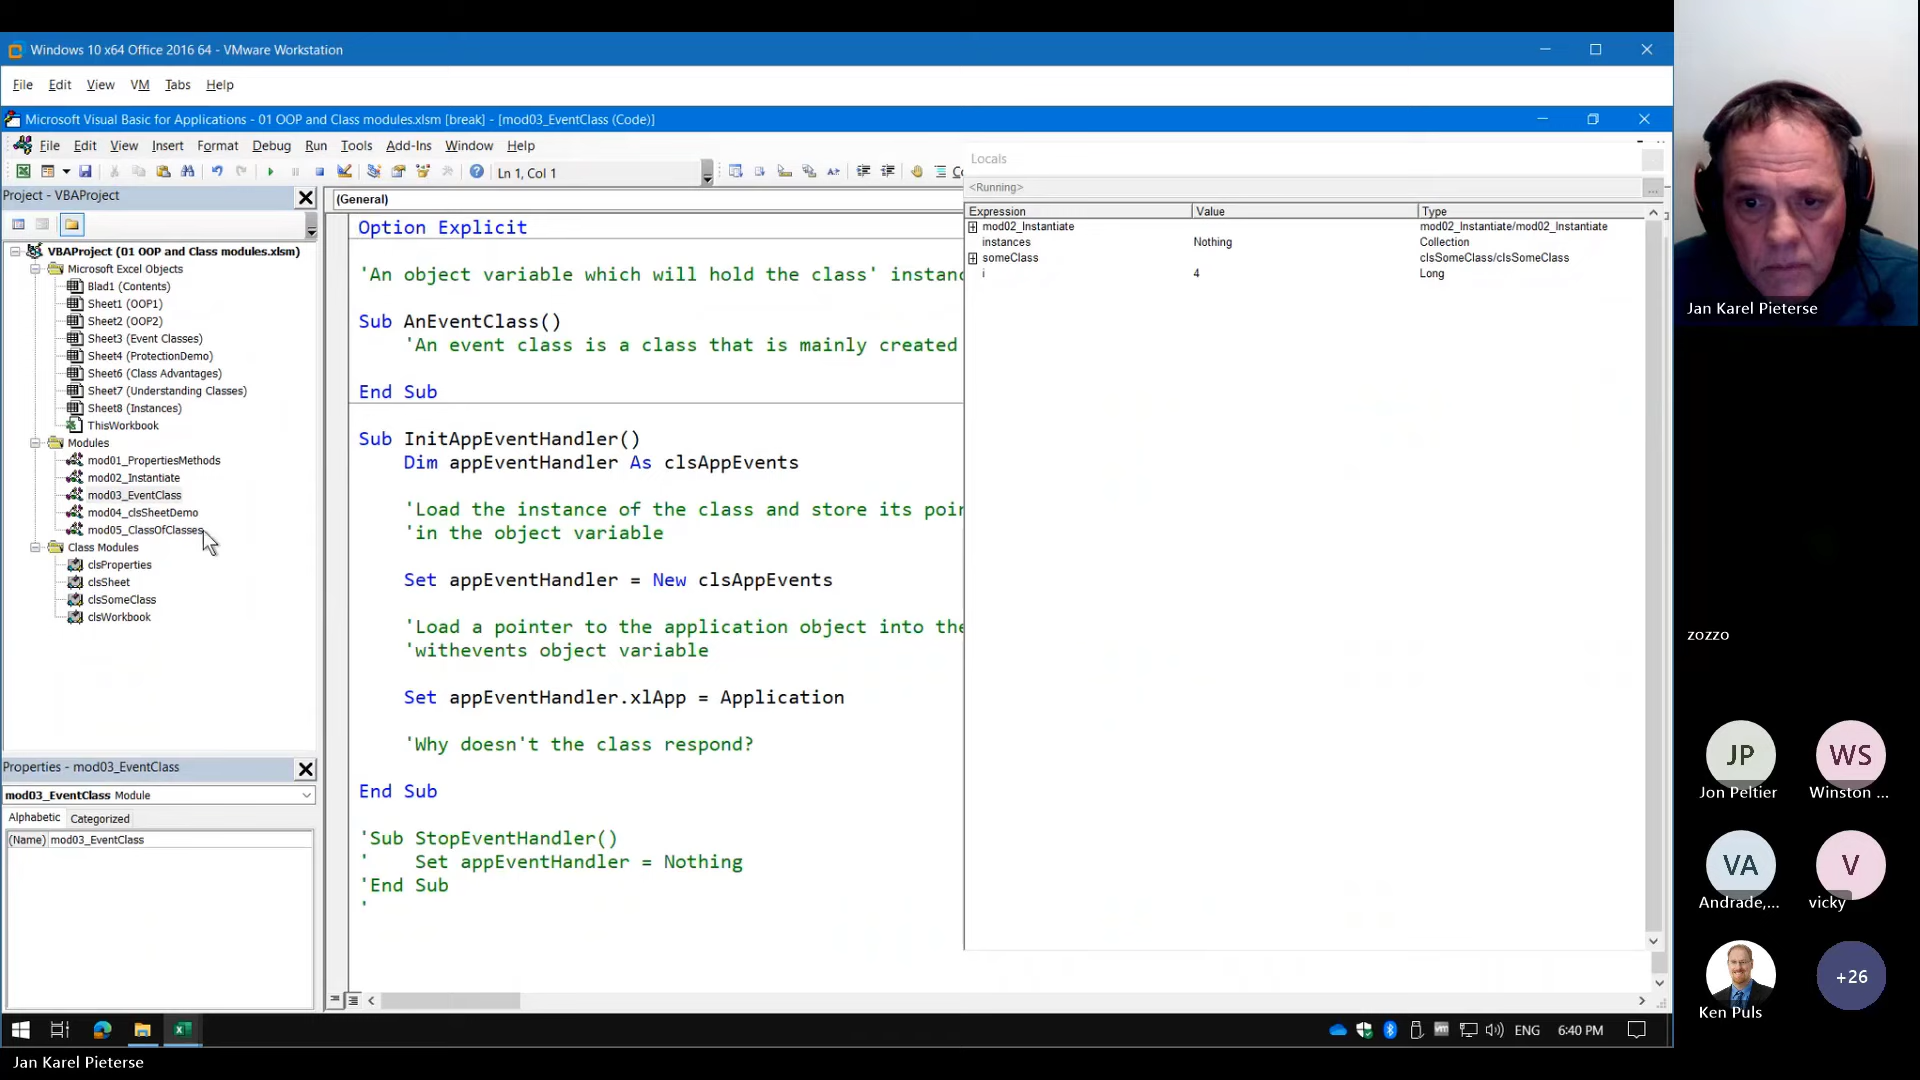 Windows 10 x64 Office 2016 64 - VMware Workstation
File Edit View VM Tabs Help
Microsoft Visual Basic for Applications - 01 OOP and Class modules.xlsm [break] - [mod03_EventClass (Code)]
File Edit View Insert Format Debug Run Tools Add-Ins Window Help
Ln 1, Col 1
Project - VBAProject
VBAProject (01 OOP and Class modules.xlsm)
Microsoft Excel Objects
Blad1 (Contents)
Sheet1 (OOP1)
Sheet2 (OOP2)
Sheet3 (Event Classes)
Sheet4 (ProtectionDemo)
Sheet6 (Class Advantages)
Sheet7 (Understanding Classes)
Sheet8 (Instances)
ThisWorkbook
Modules
mod01_PropertiesMethods
mod02_Instantiate
mod03_EventClass
mod04_clsSheetDemo
mod05_ClassOfClasses
Class Modules
clsProperties
clsSheet
clsSomeClass
clsWorkbook
Properties - mod03_EventClass
mod03_EventClass Module
Alphabetic Categorized
(Name) mod03_EventClass
(General)
Option Explicit
'An object variable which will hold the class' instanc
Sub AnEventClass()
'An event class is a class that is mainly created
End Sub
Sub InitAppEventHandler()
Dim appEventHandler As clsAppEvents
'Load the instance of the class and store its poin
'in the object variable
Set appEventHandler = New clsAppEvents
'Load a pointer to the application object into the
'withevents object variable
Set appEventHandler.xlApp = Application
'Why doesn't the class respond?
End Sub
'Sub StopEventHandler()
' Set appEventHandler = Nothing
'End Sub
'
Locals
<Running>
...
Expression Value Type
mod02_Instantiate mod02_Instantiate/mod02_Instantiate
instances Nothing Collection
someClass clsSomeClass/clsSomeClass
i 4 Long
ENG 6:40 PM
Jan Karel Pieterse
Jan Karel Pieterse
zozzo
JP WS
Jon Peltier Winston ...
VA V
Andrade,... vicky
+26
Ken Puls